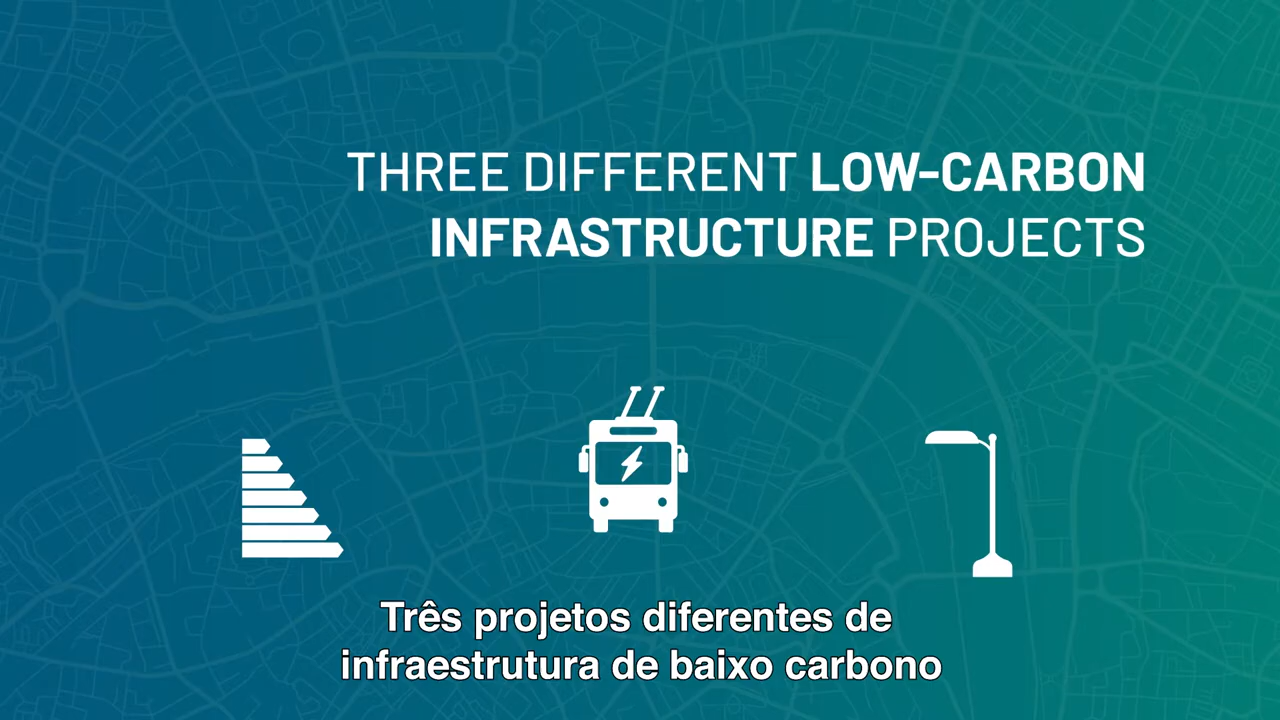 THREE DIFFERENT LOW-CARBON
INFRASTRUCTURE PROJECTS
Três projetos diferentes de
infraestrutura de baixo carbono